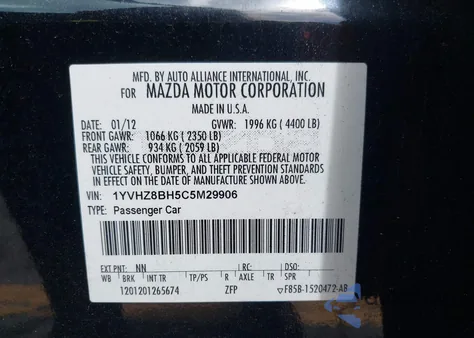 MFD. BY AUTO ALLIANCE INTERNATIONAL, INC.
FOR MAZDA MOTOR CORPORATION
MADE IN U.S.A.
DATE: 01/12 GVWR: 1996 KG ( 4400 LB)
FRONT GAWR: 1066 KG ( 2350 LB)
REAR GAWR: 934 KG ( 2059 LB)
THIS VEHICLE CONFORMS TO ALL APPLICABLE FEDERAL MOTOR
VEHICLE SAFETY, BUMPER, AND THEFT PREVENTION STANDARDS
IN EFFECT ON THE DATE OF MANUFACTURE SHOWN ABOVE.
VIN: 1YVHZ8BH5C5M29906
TYPE: Passenger Car
EXT PNT: NN RC: DSO:
WB BRK INT TR TP/PS R AXLE TR SPR
1201201265674 ZFP F85B-1520472-AB